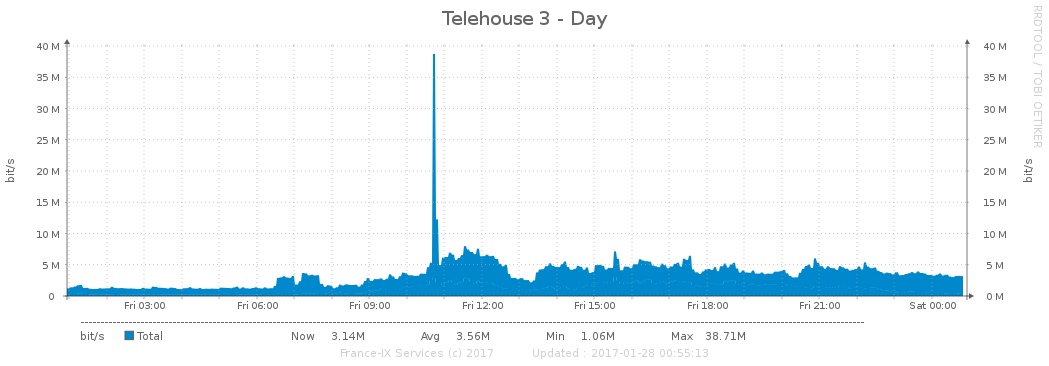 Telehouse 3 - Day
RRDTOOL / TOBI OETIKER
40 M 40 M
35 M 35 M
30 M 30 M
25 M 25 M
20 M 20 M
15 M 15 M
10 M 10 M
5 M 5 M
0 0 M
bit/s
bit/s
Fri 03:00 Fri 06:00 Fri 09:00 Fri 12:00 Fri 15:00 Fri 18:00 Fri 21:00 Sat 00:00
bit/s Total Now 3.14M Avg 3.56M Min 1.06M Max 38.71M
France-IX Services (c) 2017 Updated : 2017-01-28 00:55:13